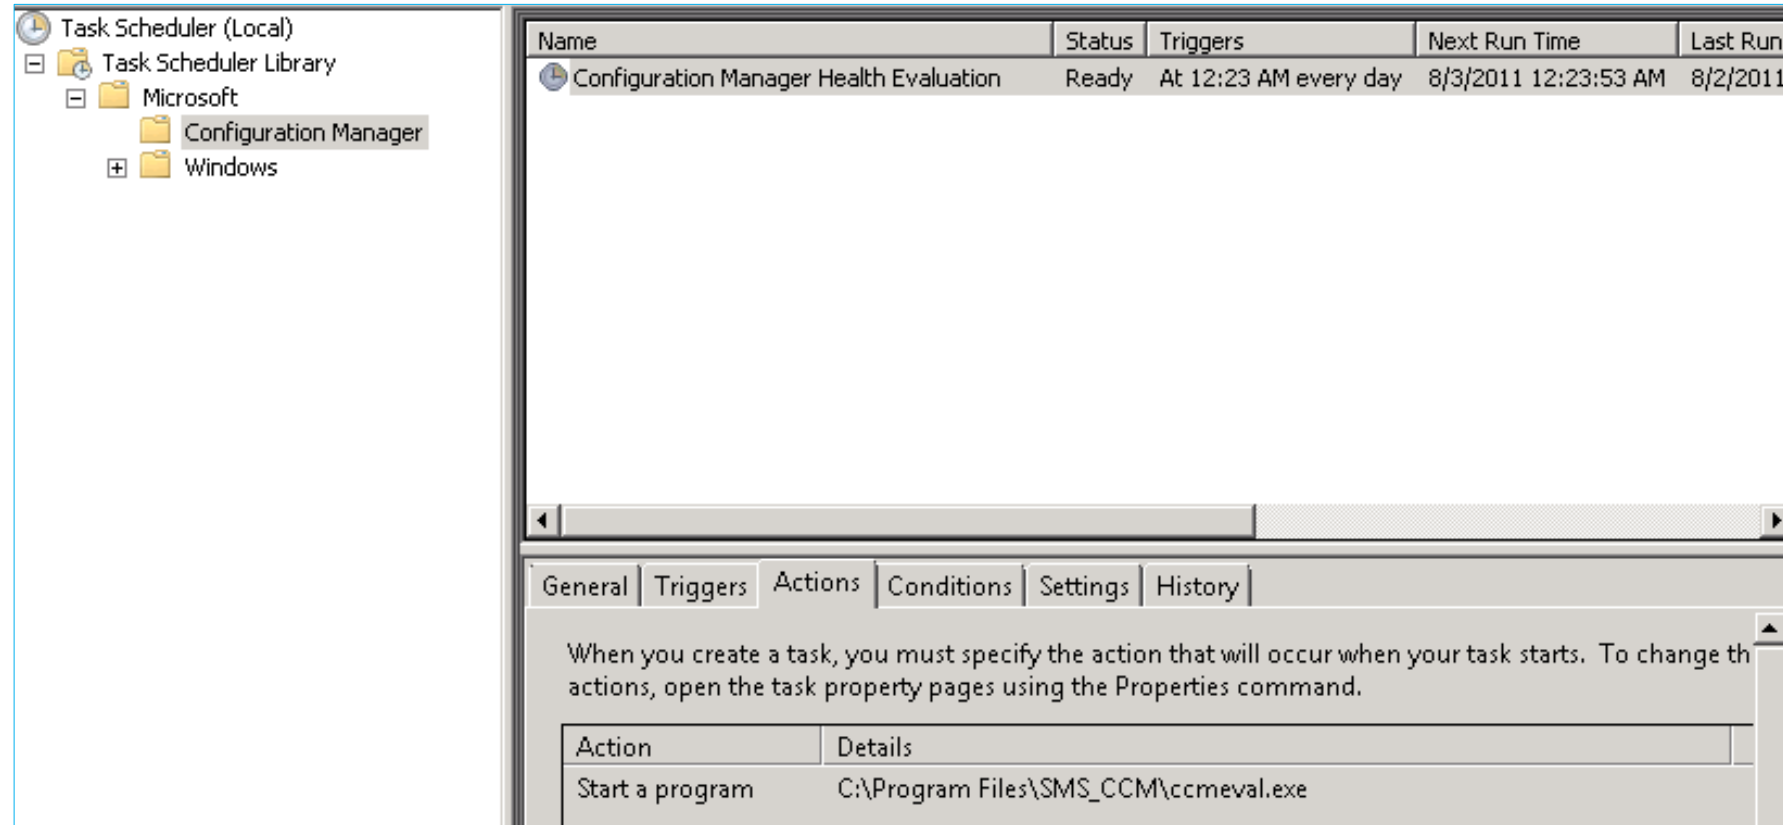 Task Scheduler (Local)
Task Scheduler Library
Microsoft
Configuration Manager
Windows
Name Status Triggers Next Run Time Last Run
Configuration Manager Health Evaluation Ready At 12:23 AM every day 8/3/2011 12:23:53 AM 8/2/2011
General Triggers Actions Conditions Settings History
When you create a task, you must specify the action that will occur when your task starts. To change th
actions, open the task property pages using the Properties command.
Action Details
Start a program C:\Program Files\SMS_CCM\ccmeval.exe